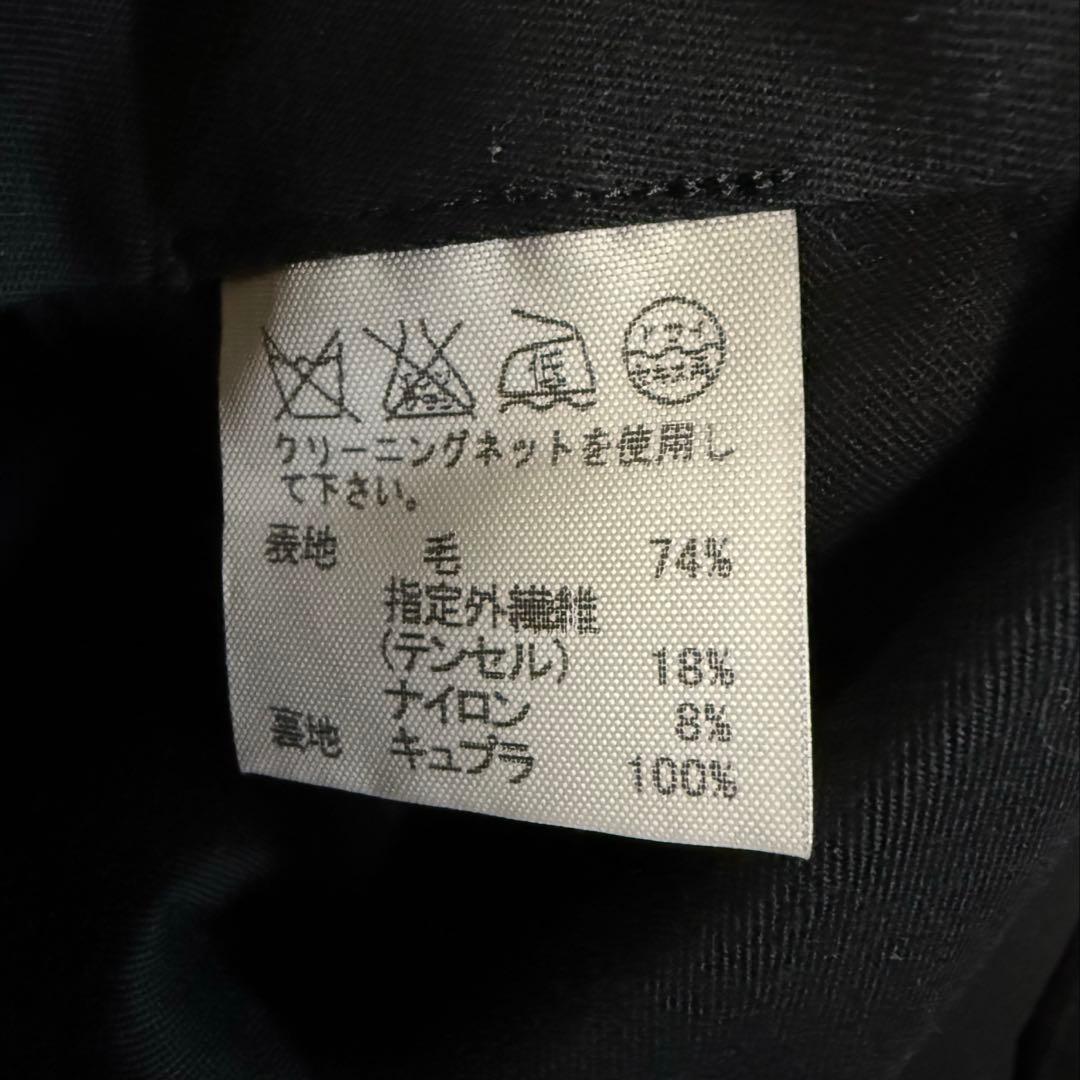 低
ドライ
セキユ系
クリーニングネットを使用し
て下さい。
表地 毛 74%
指定外繊維
(テンセル) 18%
ナイロン 8%
裏地 キュプラ 100%